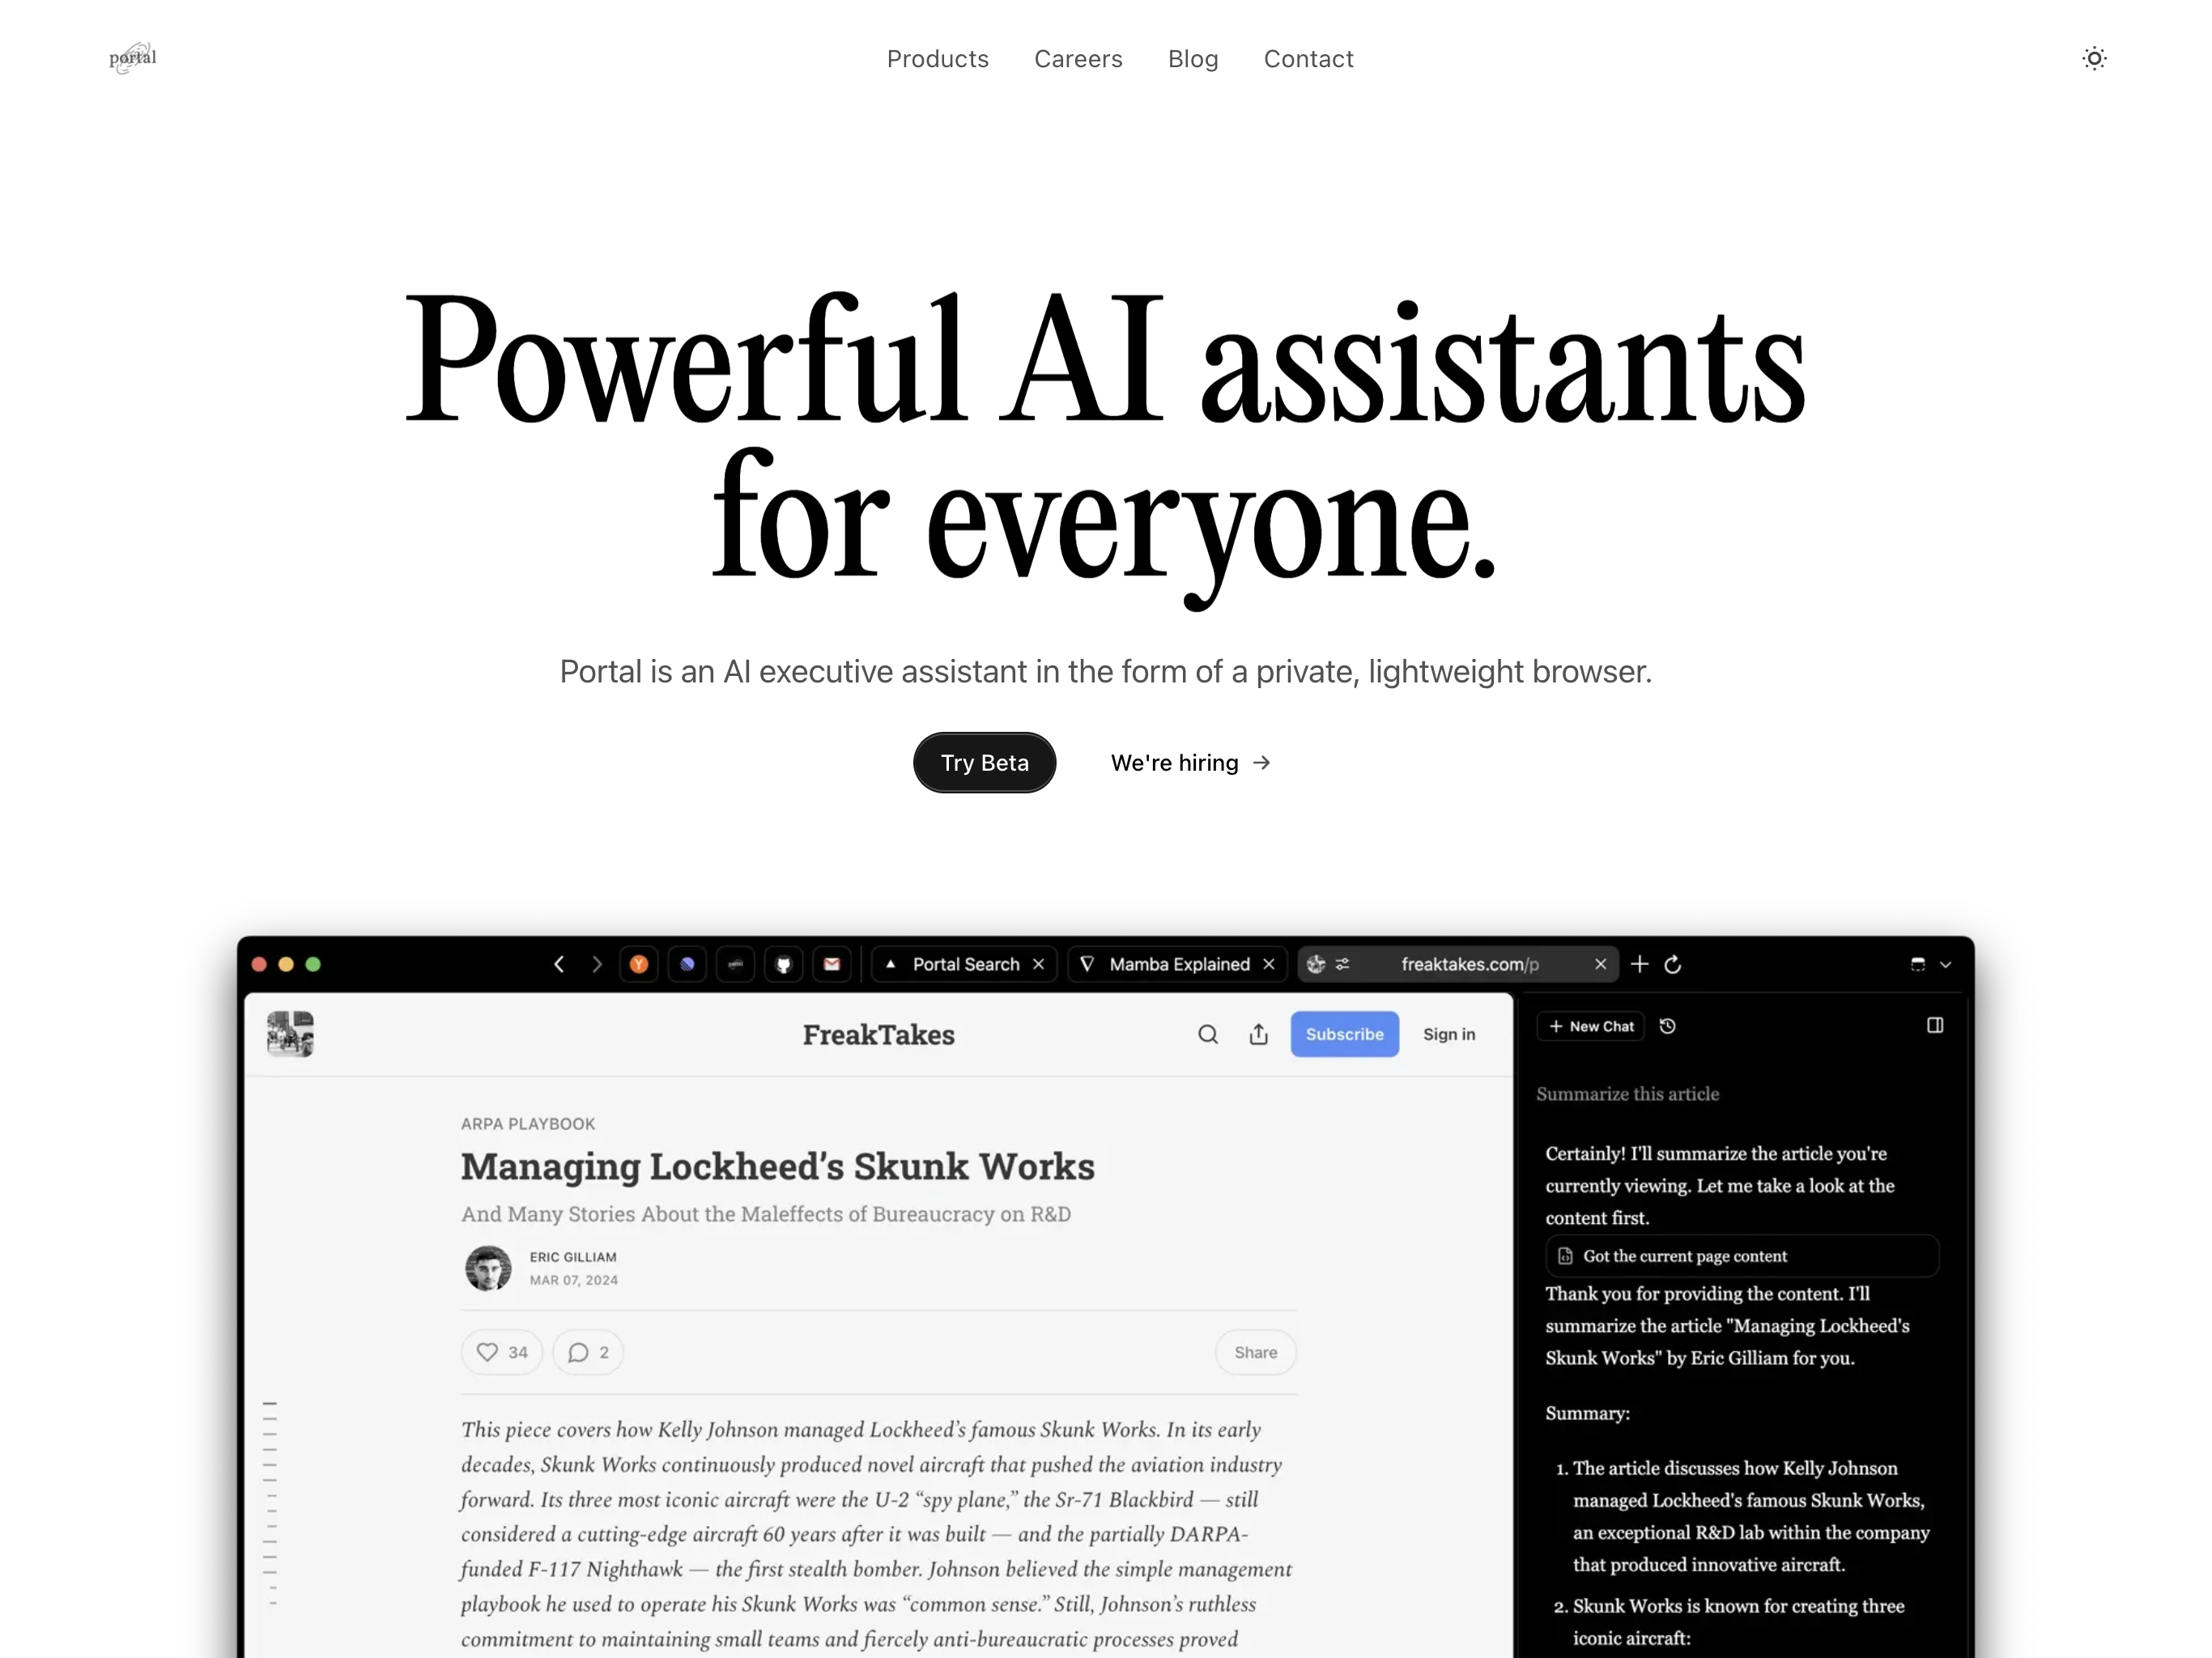 portal
Products
Careers
Blog
Contact
Powerful AI assistants
for everyone.
Portal is an AI executive assistant in the form of a private, lightweight browser.
Try Beta
We're hiring →
Portal Search
Mamba Explained
freaktakes.com/p
FreakTakes
Subscribe
Sign in
ARPA PLAYBOOK
Managing Lockheed’s Skunk Works
And Many Stories About the Maleffects of Bureaucracy on R&D
ERIC GILLIAM
MAR 07, 2024
34
2
Share
This piece covers how Kelly Johnson managed Lockheed’s famous Skunk Works. In its early
decades, Skunk Works continuously produced novel aircraft that pushed the aviation industry
forward. Its three most iconic aircraft were the U-2 “spy plane,” the Sr-71 Blackbird — still
considered a cutting-edge aircraft 60 years after it was built — and the partially DARPA-
funded F-117 Nighthawk — the first stealth bomber. Johnson believed the simple management
playbook he used to operate his Skunk Works was “common sense.” Still, Johnson’s ruthless
commitment to maintaining small teams and fiercely anti-bureaucratic processes proved
+ New Chat
Summarize this article
Certainly! I'll summarize the article you're
currently viewing. Let me take a look at the
content first.
Got the current page content
Thank you for providing the content. I'll
summarize the article "Managing Lockheed's
Skunk Works" by Eric Gilliam for you.
Summary:
1. The article discusses how Kelly Johnson
managed Lockheed's famous Skunk Works,
an exceptional R&D lab within the company
that produced innovative aircraft.
2. Skunk Works is known for creating three
iconic aircraft: